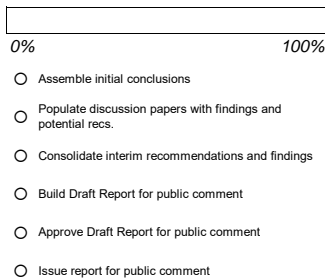 0% 100%
Assemble initial conclusions
Populate discussion papers with findings and
potential recs.
Consolidate interim recommendations and findings
Build Draft Report for public comment
Approve Draft Report for public comment
Issue report for public comment